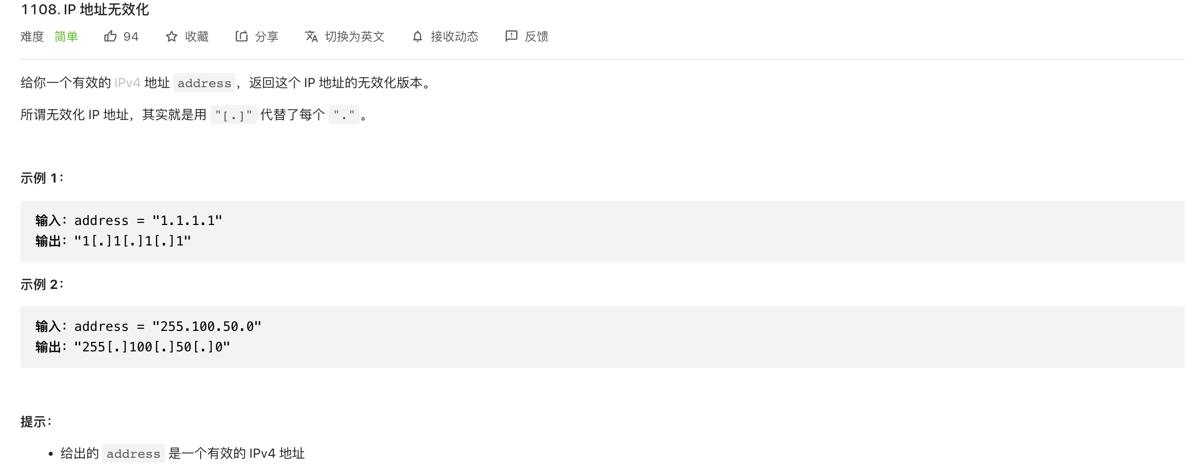 1108. IP 地址无效化
难度 简单 94 收藏 分享 切换为英文 接收动态 反馈
给你一个有效的 IPv4 地址 address，返回这个 IP 地址的无效化版本。
所谓无效化 IP 地址，其实就是用 "[.]" 代替了每个 "."。
示例 1：
输入：address = "1.1.1.1"
输出："1[.]1[.]1[.]1"
示例 2：
输入：address = "255.100.50.0"
输出："255[.]100[.]50[.]0"
提示：
• 给出的 address 是一个有效的 IPv4 地址